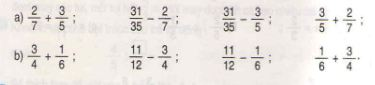 a) 2/3 + 3/5 ; 31/35 − 2/7 ; 31/35 − 3/5 ; 3/5 + 2/7 ;
b) 3/4 + 1/6 ; 11/12 − 3/4 ; 11/12 − 1/6 ; 1/6 + 3/4 .